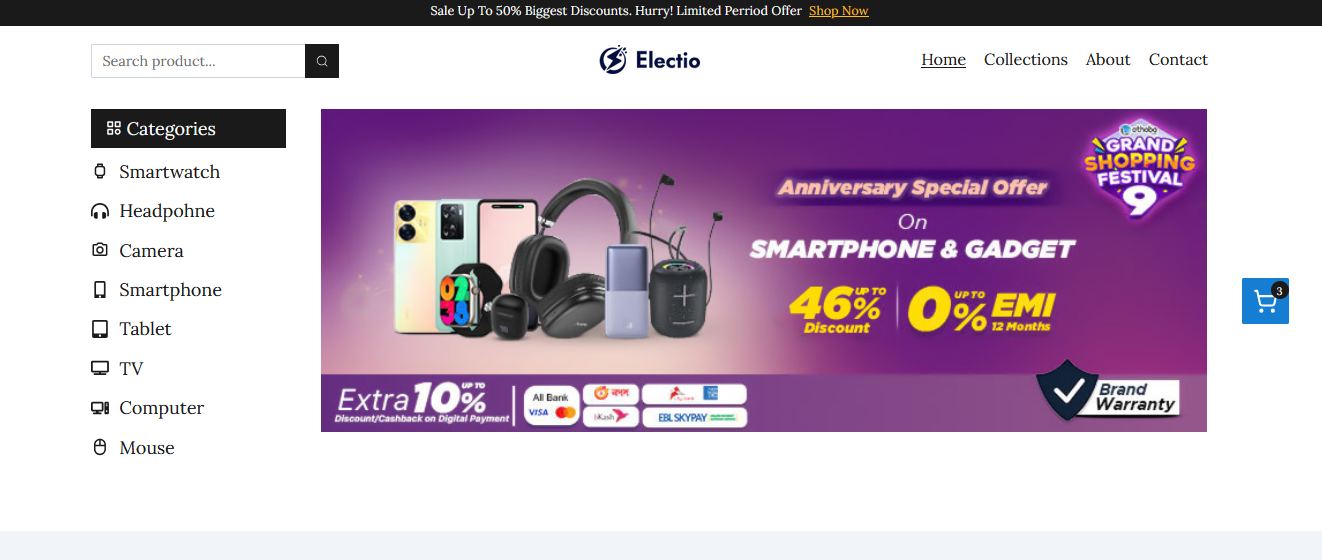 Sale Up To 50% Biggest Discounts. Hurry! Limited Perriod Offer Shop Now
Search product...
Electio
Home Collections About Contact
Categories
Smartwatch
Headpohne
Camera
Smartphone
Tablet
TV
Computer
Mouse
GRAND
SHOPPING
FESTIVAL
9
Anniversary Special Offer
On
SMARTPHONE & GADGET
46% UP TO
Discount
0% UP TO EMI
12 Months
3
Extra 10% UP TO
Discount/Cashback on Digital Payment
All Bank
VISA
নগদ
bKash
EBL SKYPAY
Brand
Warranty